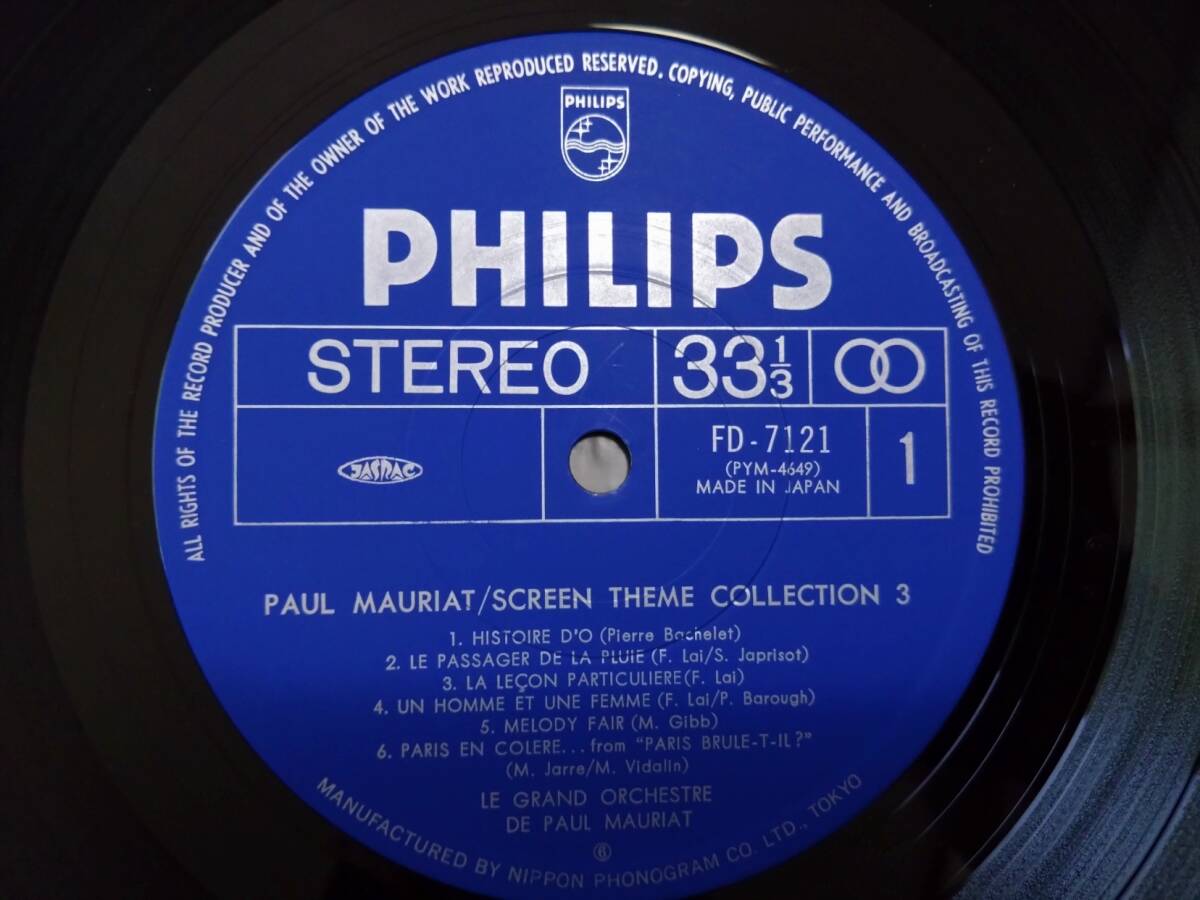 ALL RIGHTS OF THE RECORD PRODUCER AND OF THE OWNER OF THE WORK REPRODUCED RESERVED. COPYING, PUBLIC PERFORMANCE AND BROADCASTING OF THIS RECORD PROHIBITED
PHILIPS
PHILIPS
STEREO
33 1/3
JASRAC
FD-7121
(PYM-4649)
MADE IN JAPAN
1
PAUL MAURIAT/SCREEN THEME COLLECTION 3
1. HISTOIRE D'O (Pierre Bachelet)
2. LE PASSAGER DE LA PLUIE (F. Lai/S. Japrisot)
3. LA LEÇON PARTICULIERE (F. Lai)
4. UN HOMME ET UNE FEMME (F. Lai/P. Barough)
5. MELODY FAIR (M. Gibb)
6. PARIS EN COLERE... from "PARIS BRULE-T-IL?"
(M. Jarre/M. Vidalin)
LE GRAND ORCHESTRE
DE PAUL MAURIAT
MANUFACTURED BY NIPPON PHONOGRAM CO. LTD., TOKYO